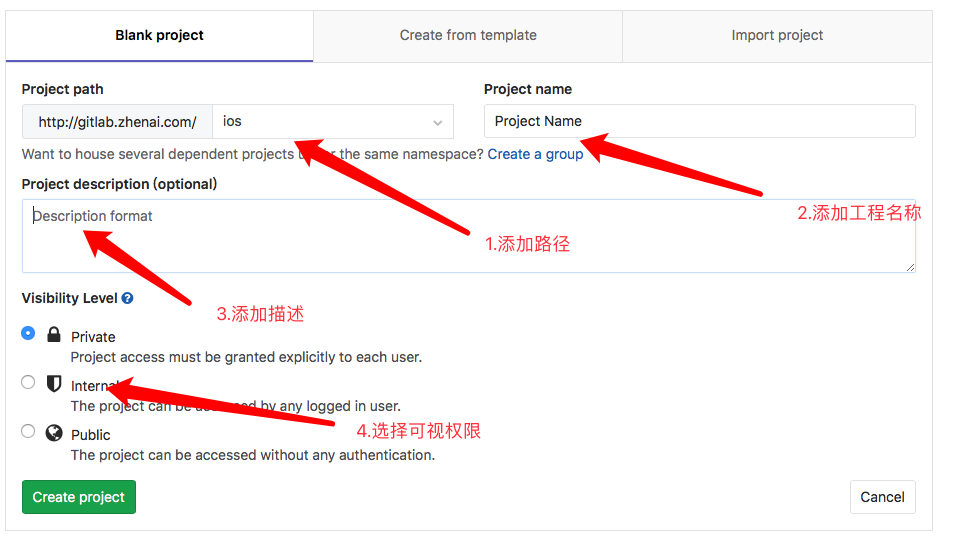 Blank project
Create from template
Import project
Project path
Project name
http://gitlab.zhenai.com/
ios
Project Name
Want to house several dependent projects under the same namespace? Create a group
Project description (optional)
2.添加工程名称
Description format
1.添加路径
Visibility Level
3.添加描述
Private
Project access must be granted explicitly to each user.
Internal
The project can be accessed by any logged in user.
4.选择可视权限
Public
The project can be accessed without any authentication.
Create project
Cancel